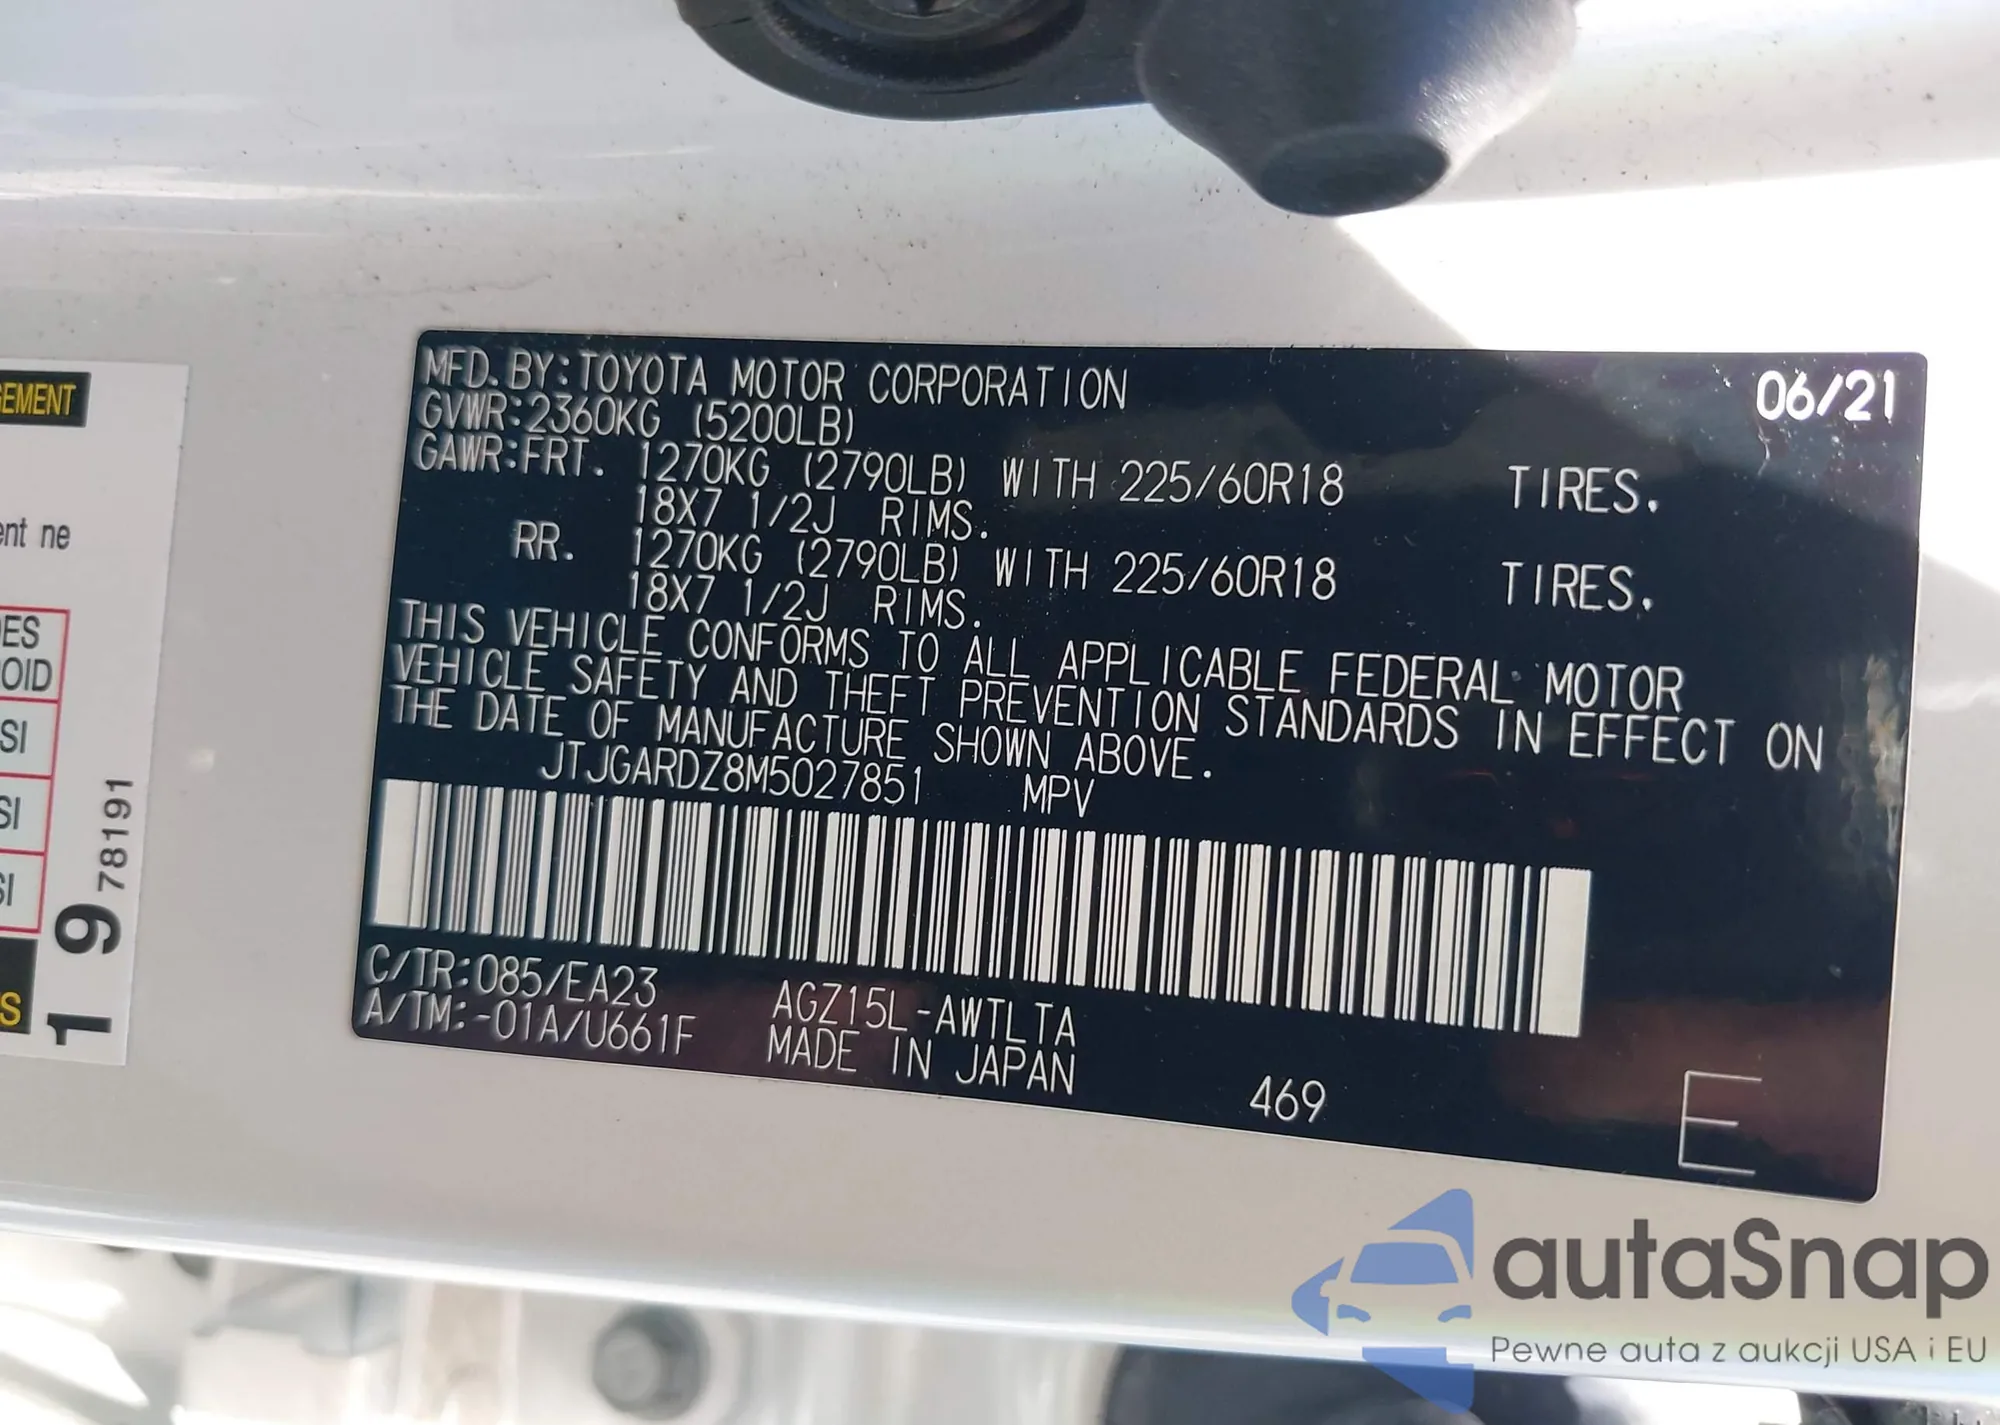 MFD. BY: TOYOTA MOTOR CORPORATION 06/21
GVWR: 2360KG (5200LB)
GAWR: FRT. 1270KG (2790LB) WITH 225/60R18 TIRES.
18X7 1/2J RIMS.
RR. 1270KG (2790LB) WITH 225/60R18 TIRES.
18X7 1/2J RIMS.
THIS VEHICLE CONFORMS TO ALL APPLICABLE FEDERAL MOTOR
VEHICLE SAFETY AND THEFT PREVENTION STANDARDS IN EFFECT ON
THE DATE OF MANUFACTURE SHOWN ABOVE.
JTJGARDZ8M5027851 MPV
C/TR: 085/EA23 AGZ15L-AWTLTA
A/TM: -01A/U661F MADE IN JAPAN
469
E
ne
SI
SI
SI
1 9 78191
autaSnap
Pewne auta z aukcji USA i EU